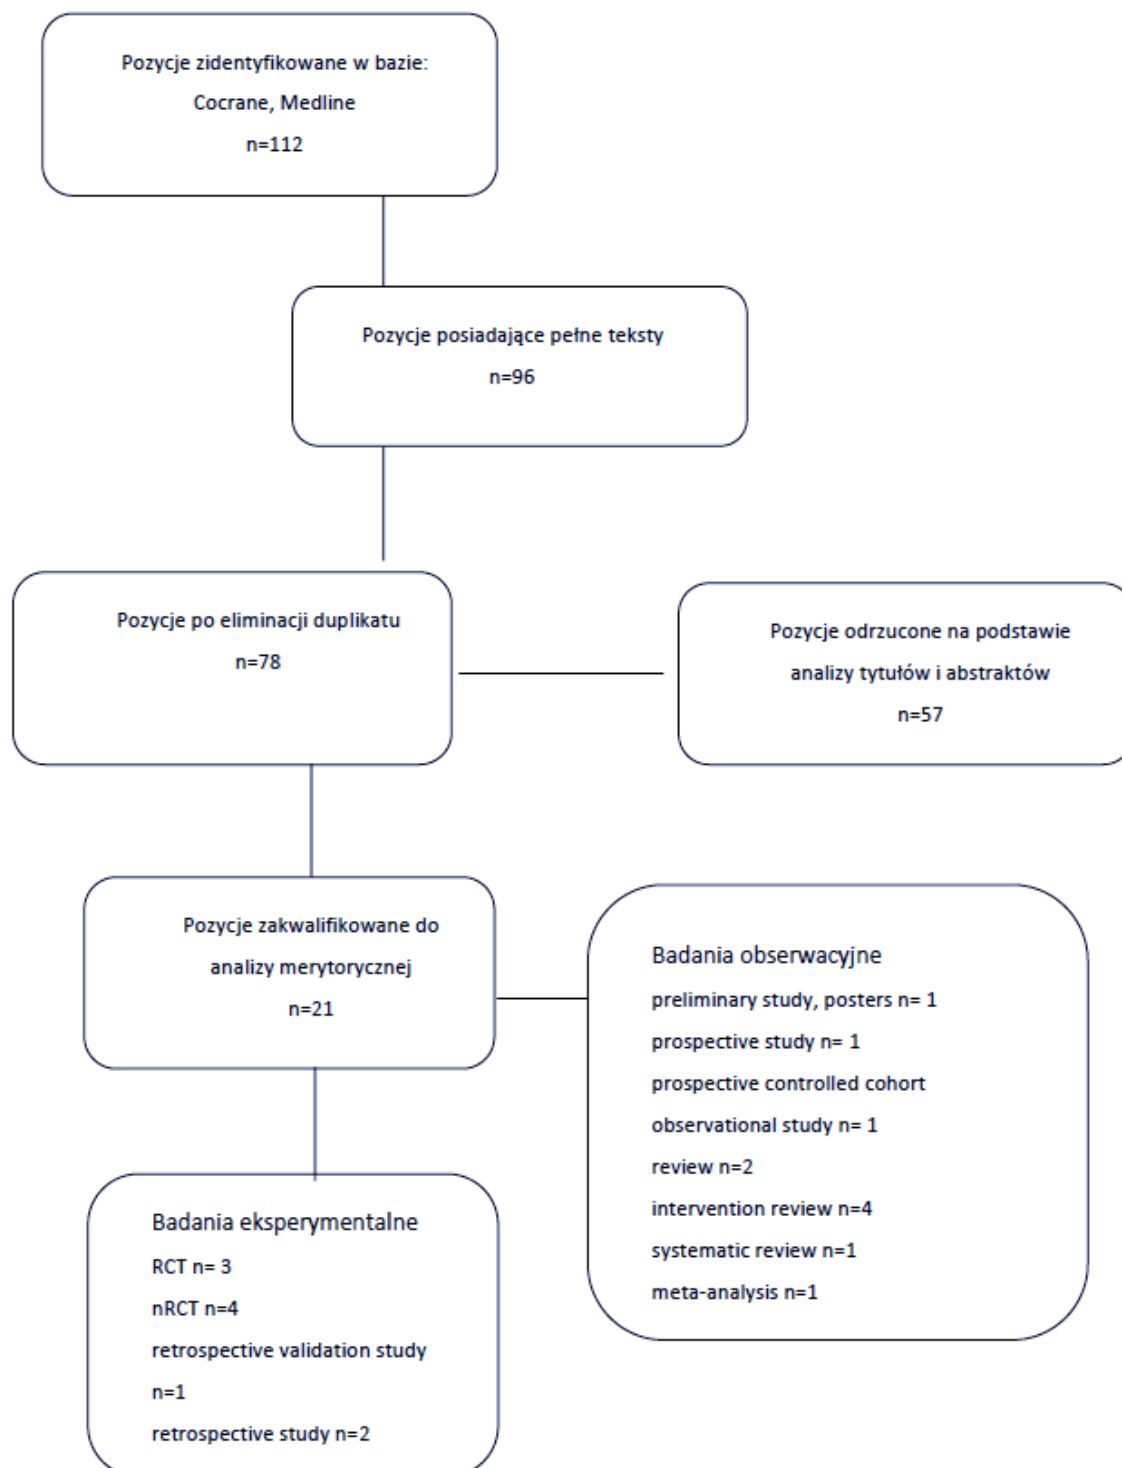 Pozycje zidentyfikowane w bazie:
Cocrane, Medline
n=112
Pozycje posiadające pełne teksty
n=96
Pozycje po eliminacji duplikatu
n=78
Pozycje odrzucone na podstawie
analizy tytułów i abstraktów
n=57
Pozycje zakwalifikowane do
analizy merytorycznej
n=21
Badania obserwacyjne
preliminary study, posters n= 1
prospective study n= 1
prospective controlled cohort
observational study n= 1
review n=2
intervention review n=4
systematic review n=1
meta-analysis n=1
Badania eksperymentalne
RCT n= 3
nRCT n=4
retrospective validation study
n=1
retrospective study n=2